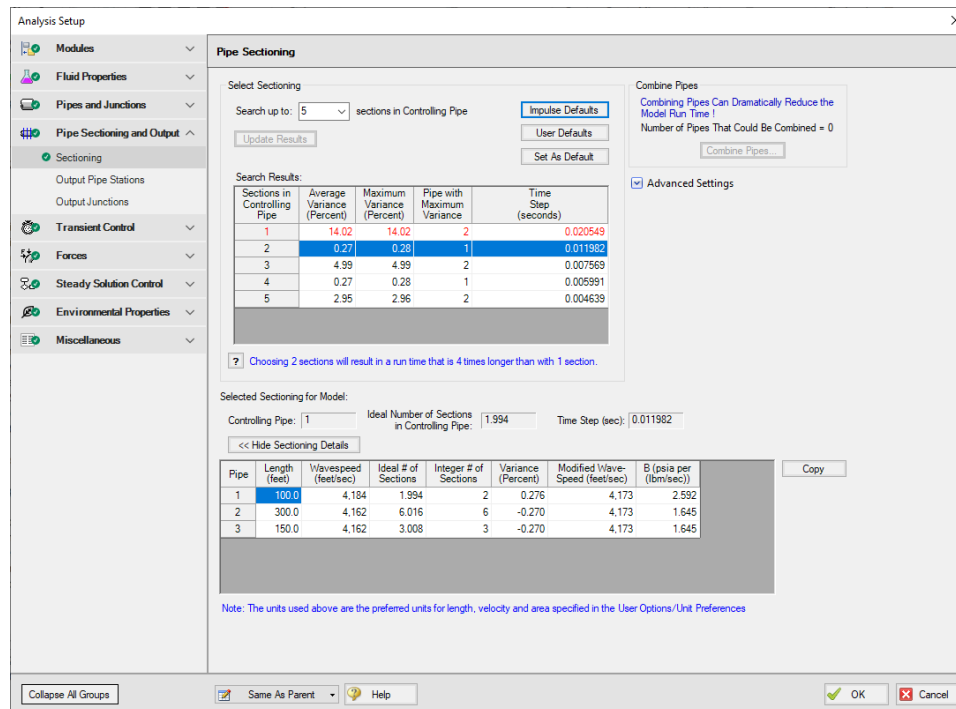 Analysis Setup
Modules
Fluid Properties
Pipes and Junctions
Pipe Sectioning and Output
Sectioning
Output Pipe Stations
Output Junctions
Transient Control
Forces
Steady Solution Control
Environmental Properties
Miscellaneous
Pipe Sectioning
Select Sectioning
Search up to: 5 sections in Controlling Pipe
Update Results
Impulse Defaults
User Defaults
Set As Default
Search Results:
Sections in Controlling Pipe Average Variance (Percent) Maximum Variance (Percent) Pipe with Maximum Variance Time Step (seconds)
1 14.02 14.02 2 0.020549
2 0.27 0.28 1 0.011982
3 4.99 4.99 2 0.007569
4 0.27 0.28 1 0.005991
5 2.95 2.96 2 0.004639
? Choosing 2 sections will result in a run time that is 4 times longer than with 1 section.
Combine Pipes
Combining Pipes Can Dramatically Reduce the
Model Run Time !
Number of Pipes That Could Be Combined = 0
Combine Pipes...
Advanced Settings
Selected Sectioning for Model:
Controlling Pipe: 1 Ideal Number of Sections in Controlling Pipe: 1.994 Time Step (sec): 0.011982
<< Hide Sectioning Details
Pipe Length (feet) Wavespeed (feet/sec) Ideal # of Sections Integer # of Sections Variance (Percent) Modified Wave-Speed (feet/sec) B (psia per (lbm/sec))
1 100.0 4,184 1.994 2 0.276 4,173 2.592
2 300.0 4,162 6.016 6 -0.270 4,173 1.645
3 150.0 4,162 3.008 3 -0.270 4,173 1.645
Copy
Note: The units used above are the preferred units for length, velocity and area specified in the User Options/Unit Preferences
Collapse All Groups
Same As Parent
Help
OK
Cancel